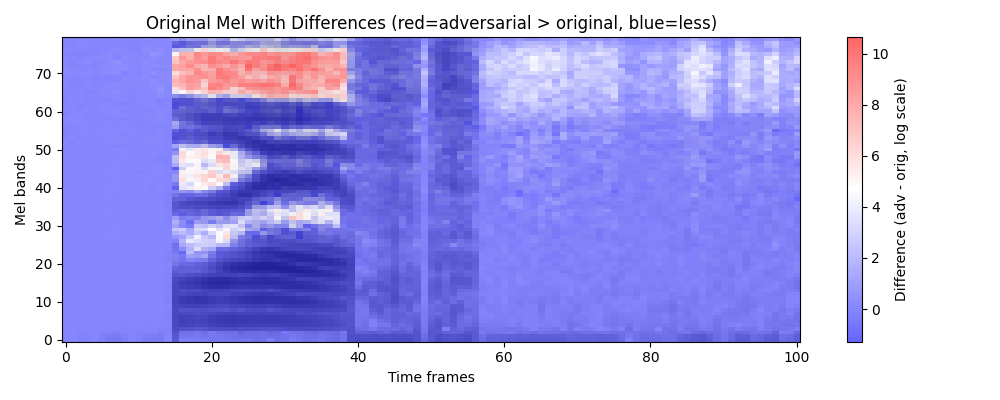 Original Mel with Differences (red=adversarial > original, blue=less)
Mel bands
70
60
50
40
30
20
10
0
0 20 40 60 80 100
Time frames
10
8
6
4
2
0
Difference (adv - orig, log scale)